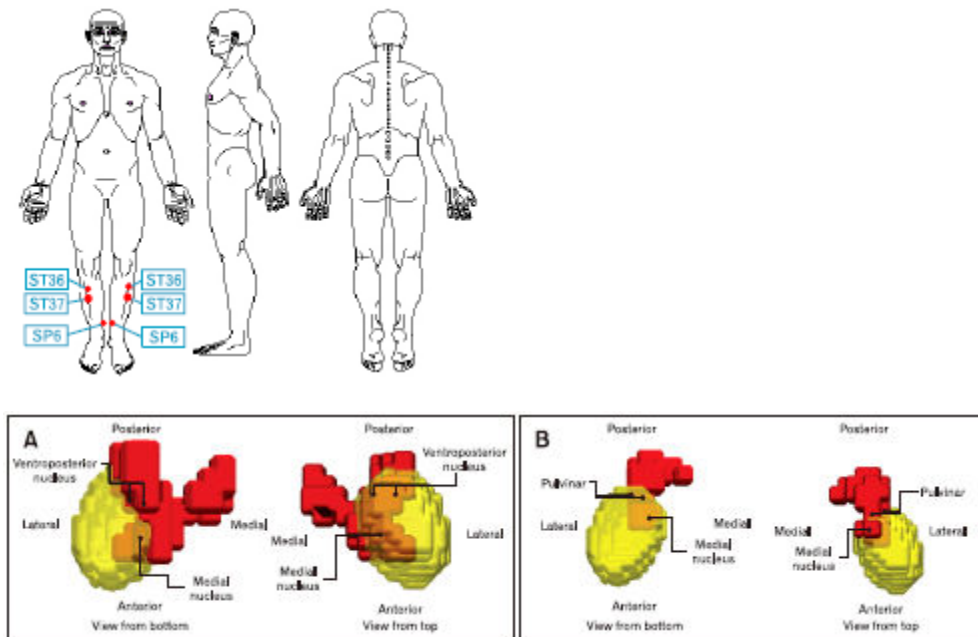 ST36
ST36
ST37
ST37
SP6
SP6
A
Posterior
Posterior
Ventroposterior
nucleus
Ventroposterior
nucleus
Lateral
Medial
Medial
Lateral
Medial
nucleus
Medial
nucleus
Anterior
Anterior
View from bottom
View from top
B
Posterior
Posterior
Pulvinar
Pulvinar
Lateral
Medial
Medial
Lateral
Medial
nucleus
Medial
nucleus
Anterior
Anterior
View from bottom
View from top